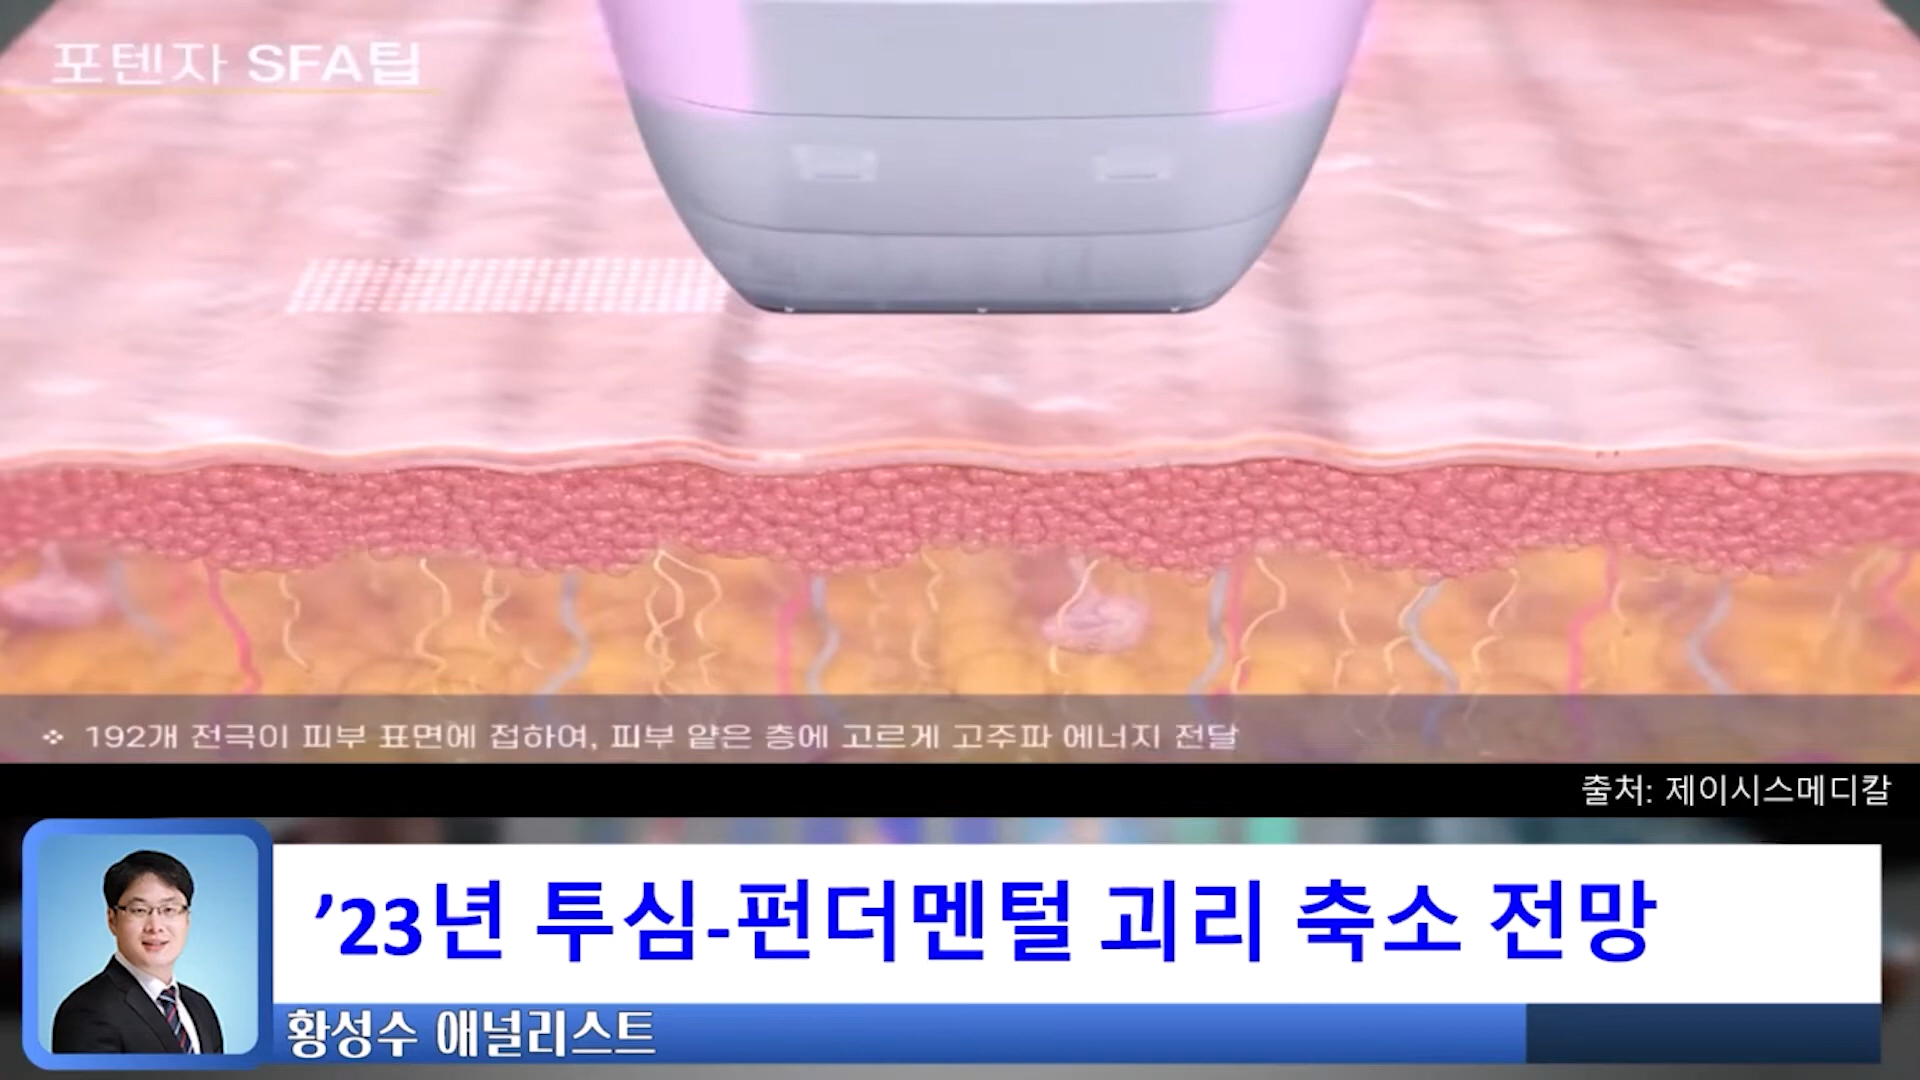 포텐자 SFA팁
❖ 192개 전극이 피부 표면에 접하여, 피부 얕은 층에 고르게 고주파 에너지 전달
출처: 제이시스메디칼
’23년 투심-펀더멘털 괴리 축소 전망
황성수 애널리스트